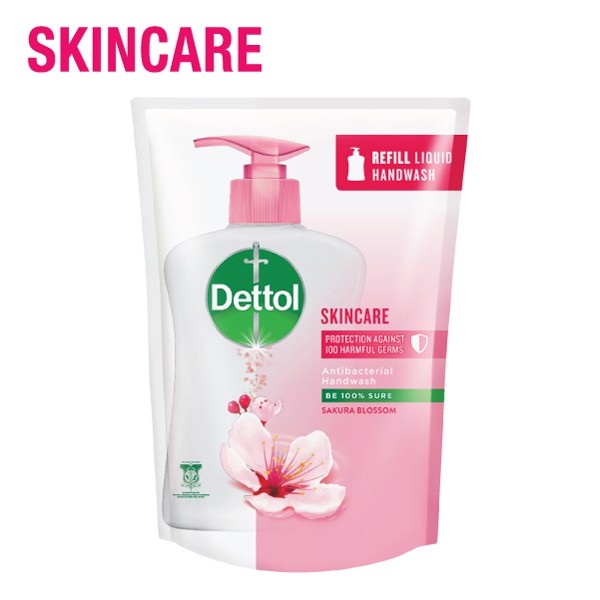 SKINCARE
REFILL LIQUID
HANDWASH
Dettol
SKINCARE
PROTECTION AGAINST
100 HARMFUL GERMS
Antibacterial
Handwash
BE 100% SURE
SAKURA BLOSSOM